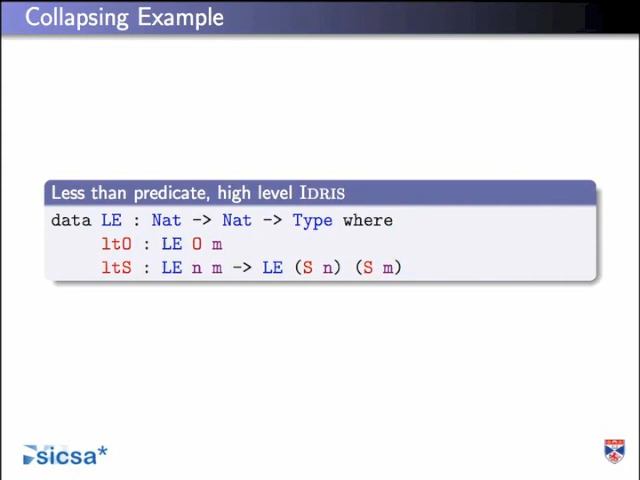 Collapsing Example
Less than predicate, high level IDRIS
data LE : Nat -> Nat -> Type where
ltO : LE O m
ltS : LE n m -> LE (S n) (S m)
sicsa*